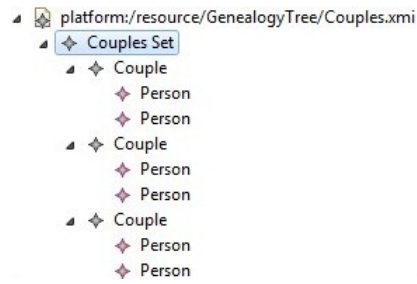 platform:/resource/GenealogyTree/Couples.xmi
Couples Set
Couple
Person
Person
Couple
Person
Person
Couple
Person
Person